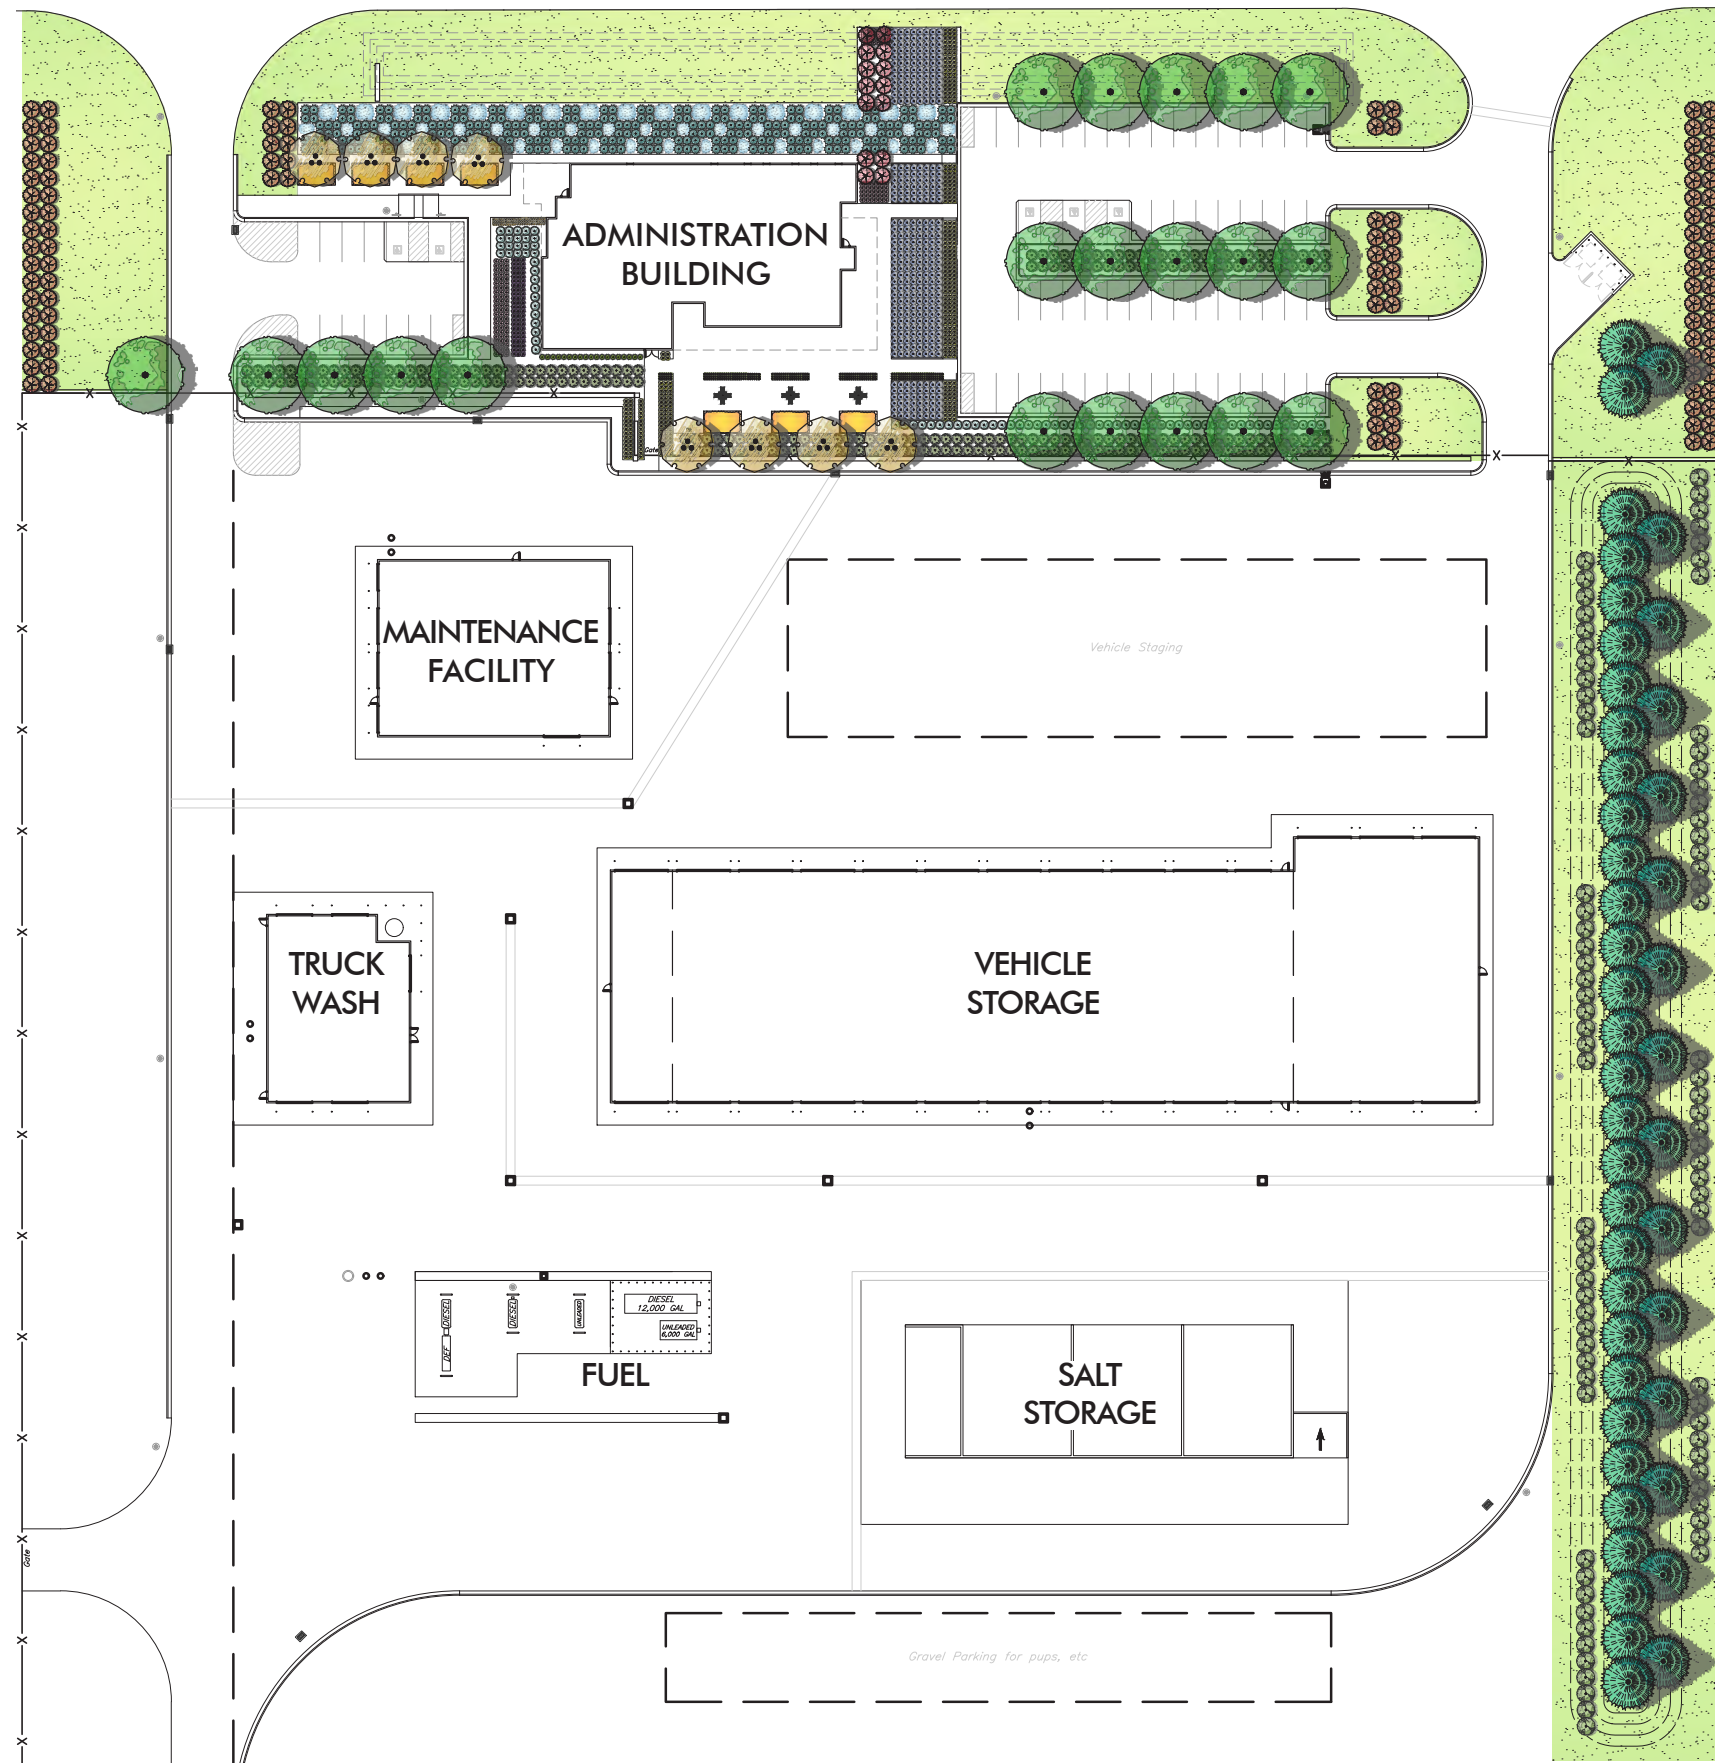 ADMINISTRATION
BUILDING
Gate
MAINTENANCE
FACILITY
Vehicle Staging
TRUCK
WASH
VEHICLE
STORAGE
DIESEL
DIESEL
UNLEADED
DIESEL
12,000 GAL
UNLEADED
6,000 GAL
DEF
FUEL
SALT
STORAGE
Gate
Gravel Parking for pups, etc